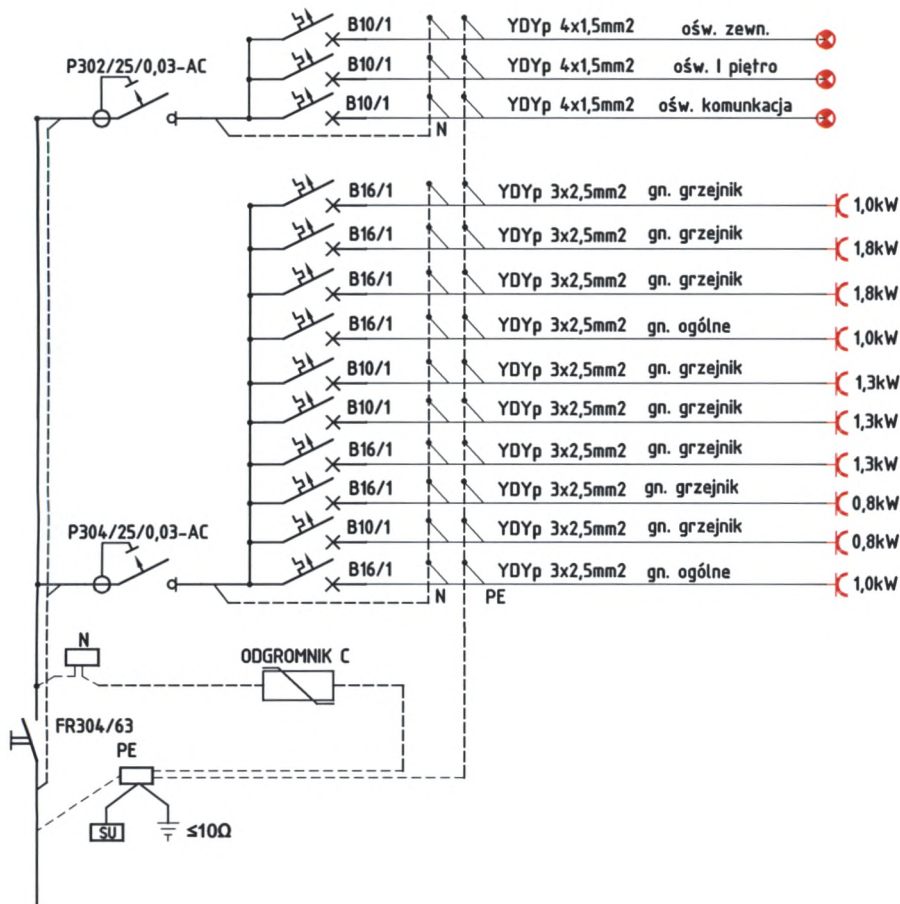 B10/1 YDYp 4x1,5mm2 ośw. zewn.
P302/25/0,03-AC B10/1 YDYp 4x1,5mm2 ośw. I piętro
B10/1 YDYp 4x1,5mm2 ośw. komunkacja
N
B16/1 YDYp 3x2,5mm2 gn. grzejnik 1,0kW
B16/1 YDYp 3x2,5mm2 gn. grzejnik 1,8kW
B16/1 YDYp 3x2,5mm2 gn. grzejnik 1,8kW
B16/1 YDYp 3x2,5mm2 gn. ogólne 1,0kW
B10/1 YDYp 3x2,5mm2 gn. grzejnik 1,3kW
B10/1 YDYp 3x2,5mm2 gn. grzejnik 1,3kW
B16/1 YDYp 3x2,5mm2 gn. grzejnik 1,3kW
B16/1 YDYp 3x2,5mm2 gn. grzejnik 0,8kW
P304/25/0,03-AC B10/1 YDYp 3x2,5mm2 gn. grzejnik 0,8kW
B16/1 YDYp 3x2,5mm2 gn. ogólne 1,0kW
N PE
N
ODGROMNIK C
FR304/63
PE
SU ≤10Ω